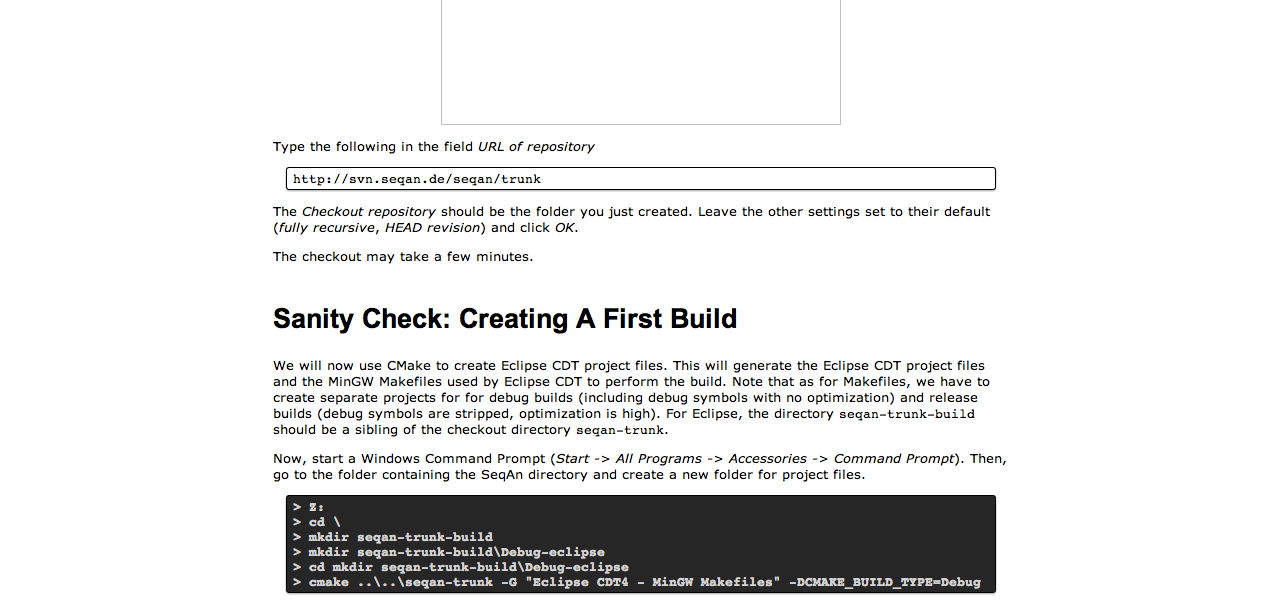 Type the following in the field URL of repository
http://svn.seqan.de/seqan/trunk
The Checkout repository should be the folder you just created. Leave the other settings set to their default
(fully recursive, HEAD revision) and click OK.
The checkout may take a few minutes.
Sanity Check: Creating A First Build
We will now use CMake to create Eclipse CDT project files. This will generate the Eclipse CDT project files
and the MinGW Makefiles used by Eclipse CDT to perform the build. Note that as for Makefiles, we have to
create separate projects for for debug builds (including debug symbols with no optimization) and release
builds (debug symbols are stripped, optimization is high). For Eclipse, the directory seqan-trunk-build
should be a sibling of the checkout directory seqan-trunk.
Now, start a Windows Command Prompt (Start -> All Programs -> Accessories -> Command Prompt). Then,
go to the folder containing the SeqAn directory and create a new folder for project files.
> Z:
> cd \
> mkdir seqan-trunk-build
> mkdir seqan-trunk-build\Debug-eclipse
> cd mkdir seqan-trunk-build\Debug-eclipse
> cmake ..\..\seqan-trunk -G "Eclipse CDT4 - MinGW Makefiles" -DCMAKE_BUILD_TYPE=Debug